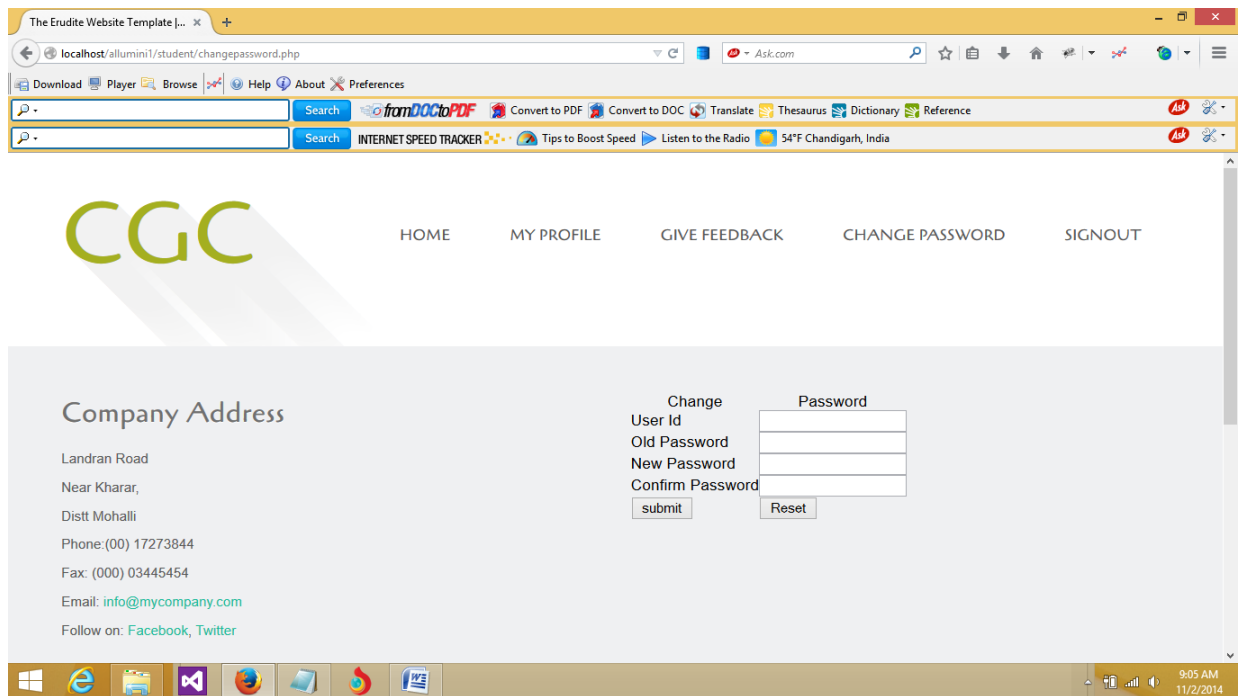 The Erudite Website Template |...
localhost/allumini1/student/changepassword.php
Ask.com
Download Player Browse Help About Preferences
Search fromDOCtoPDF Convert to PDF Convert to DOC Translate Thesaurus Dictionary Reference Ask
Search INTERNET SPEED TRACKER Tips to Boost Speed Listen to the Radio 54°F Chandigarh, India Ask
CGC
HOME MY PROFILE GIVE FEEDBACK CHANGE PASSWORD SIGNOUT
Company Address
Landran Road
Near Kharar,
Distt Mohalli
Phone:(00) 17273844
Fax: (000) 03445454
Email: info@mycompany.com
Follow on: Facebook, Twitter
Change Password
User Id
Old Password
New Password
Confirm Password
submit Reset
9:05 AM
11/2/2014